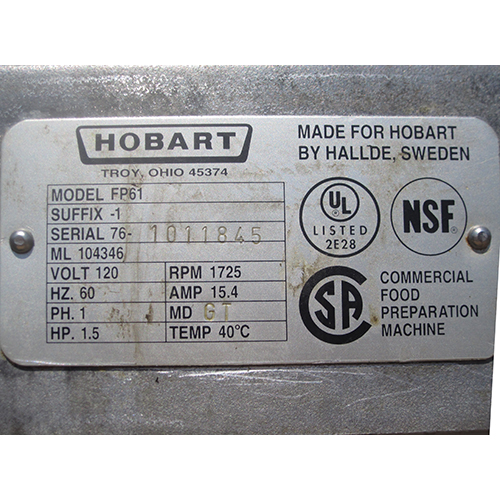 HOBART
TROY, OHIO 45374
MODEL FP61
SUFFIX -1
SERIAL 76- 1011845
ML 104346
VOLT 120 RPM 1725
HZ. 60 AMP 15.4
PH. 1 MD GT
HP. 1.5 TEMP 40°C
MADE FOR HOBART
BY HALLDE, SWEDEN
UL
LISTED
2E28
NSF
SA
COMMERCIAL
FOOD
PREPARATION
MACHINE